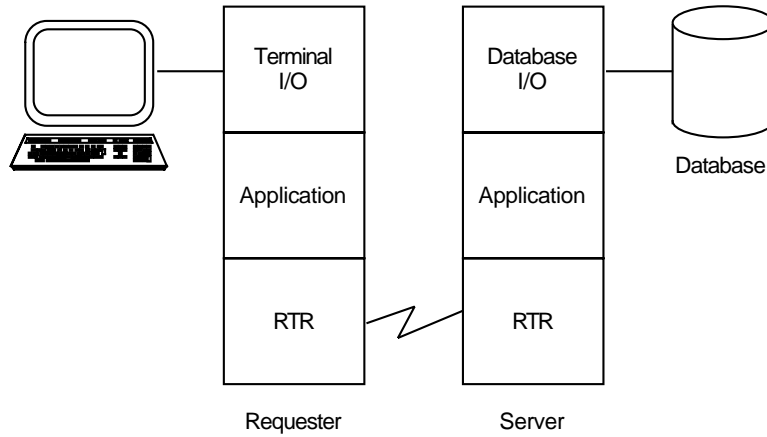 Terminal
I/O
Database
I/O
Database
Application
Application
RTR
RTR
Requester
Server